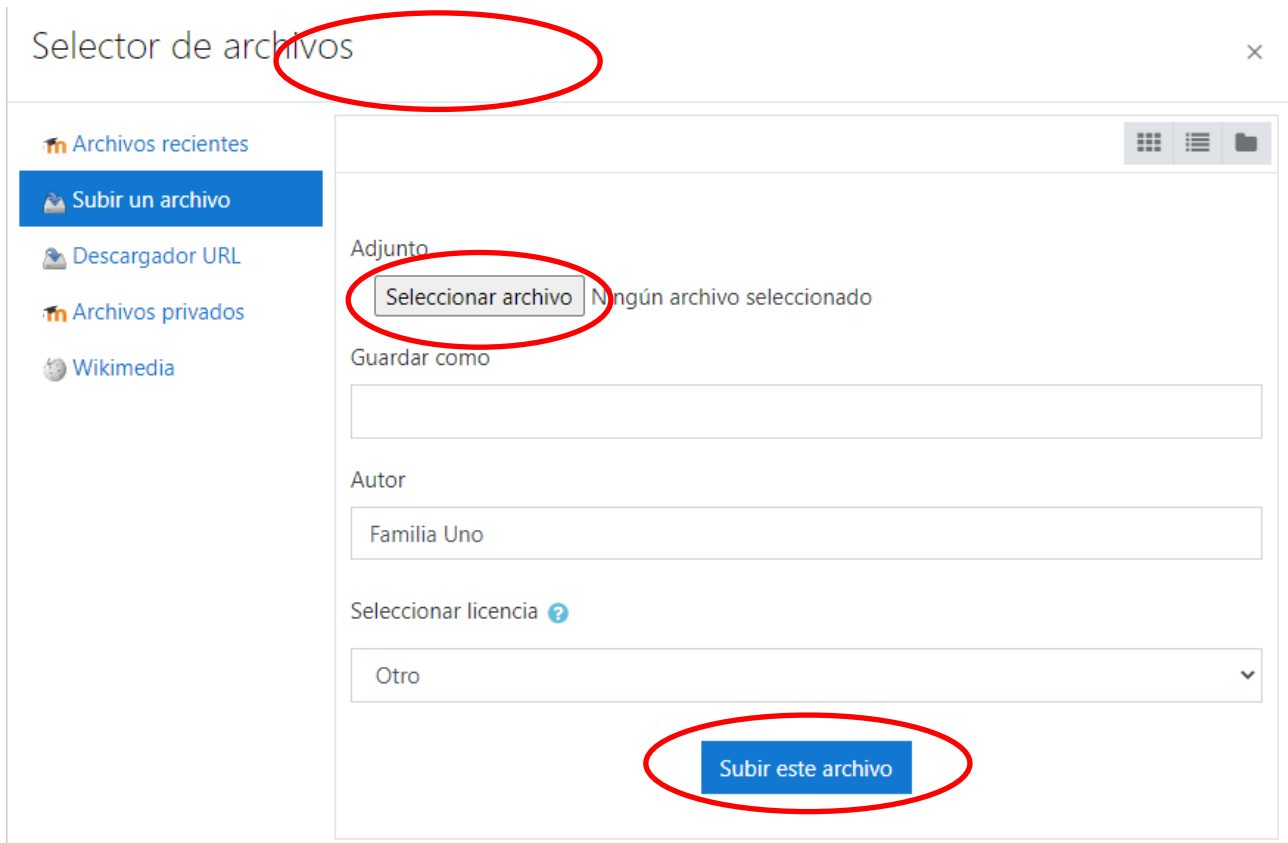 Selector de archivos
Archivos recientes
Subir un archivo
Descargador URL
Archivos privados
Wikimedia
Adjunto
Seleccionar archivo Ningún archivo seleccionado
Guardar como
Autor
Familia Uno
Seleccionar licencia
Otro
Subir este archivo